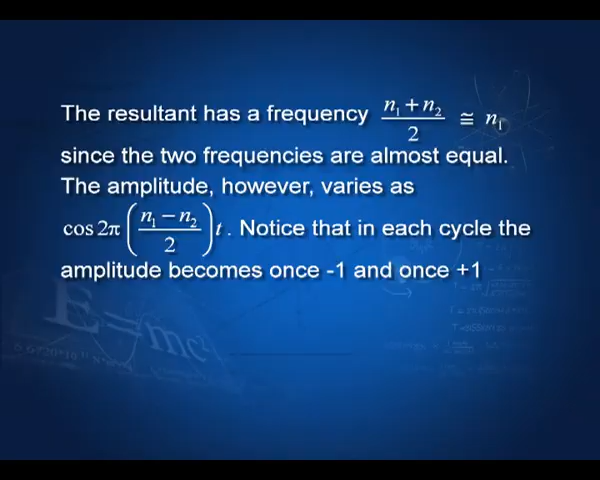 The resultant has a frequency (n₁ + n₂)/2 ≅ n₁
since the two frequencies are almost equal.
The amplitude, however, varies as
cos 2π((n₁ − n₂)/2)t. Notice that in each cycle the
amplitude becomes once -1 and once +1
E=mc²